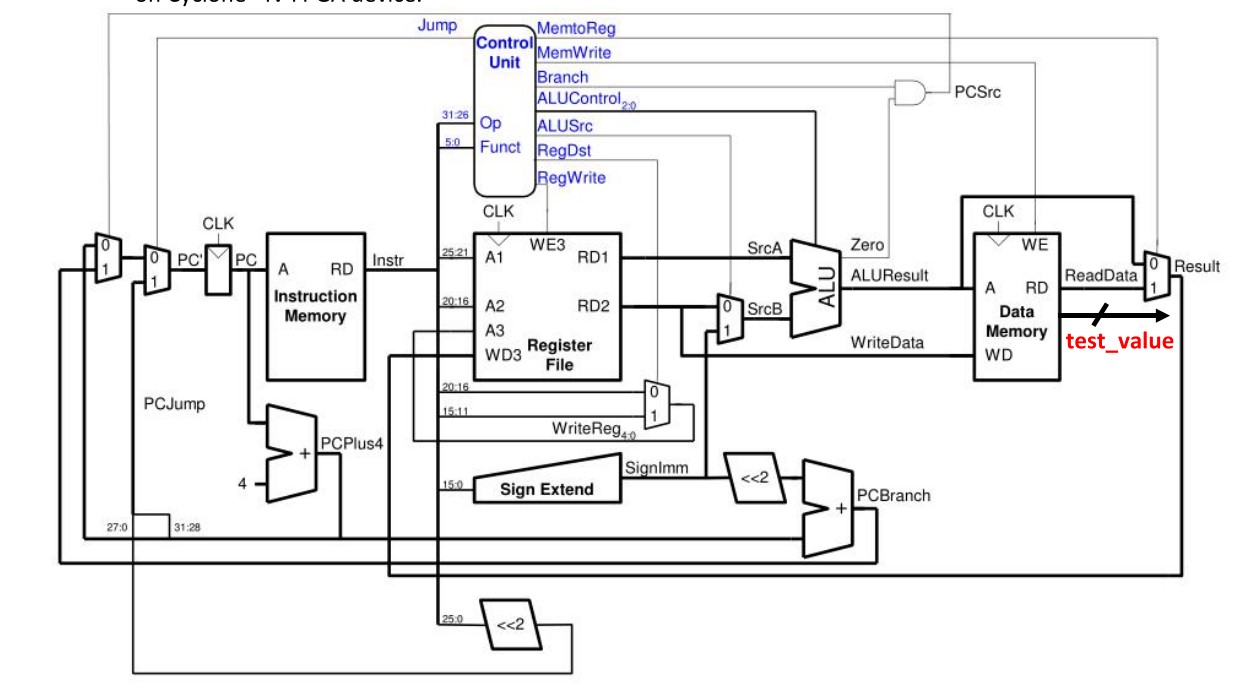 on Cyclone® IV FPGA device.
Jump
Control
Unit
MemtoReg
MemWrite
Branch
ALUControl2:0
ALUSrc
RegDst
RegWrite
PCSrc
31:26
Op
5:0
Funct
CLK
CLK
CLK
0
1
0
1
PC'
PC
A
RD
Instruction
Memory
Instr
25:21
A1
WE3
RD1
20:16
A2
RD2
A3
WD3
Register
File
SrcA
0
1
SrcB
ALU
Zero
ALUResult
WriteData
WE
A
RD
Data
Memory
WD
ReadData
0
1
Result
test_value
20:16
0
15:11
1
WriteReg4:0
PCJump
4
+
PCPlus4
15:0
Sign Extend
SignImm
<<2
+
PCBranch
27:0
31:28
25:0
<<2